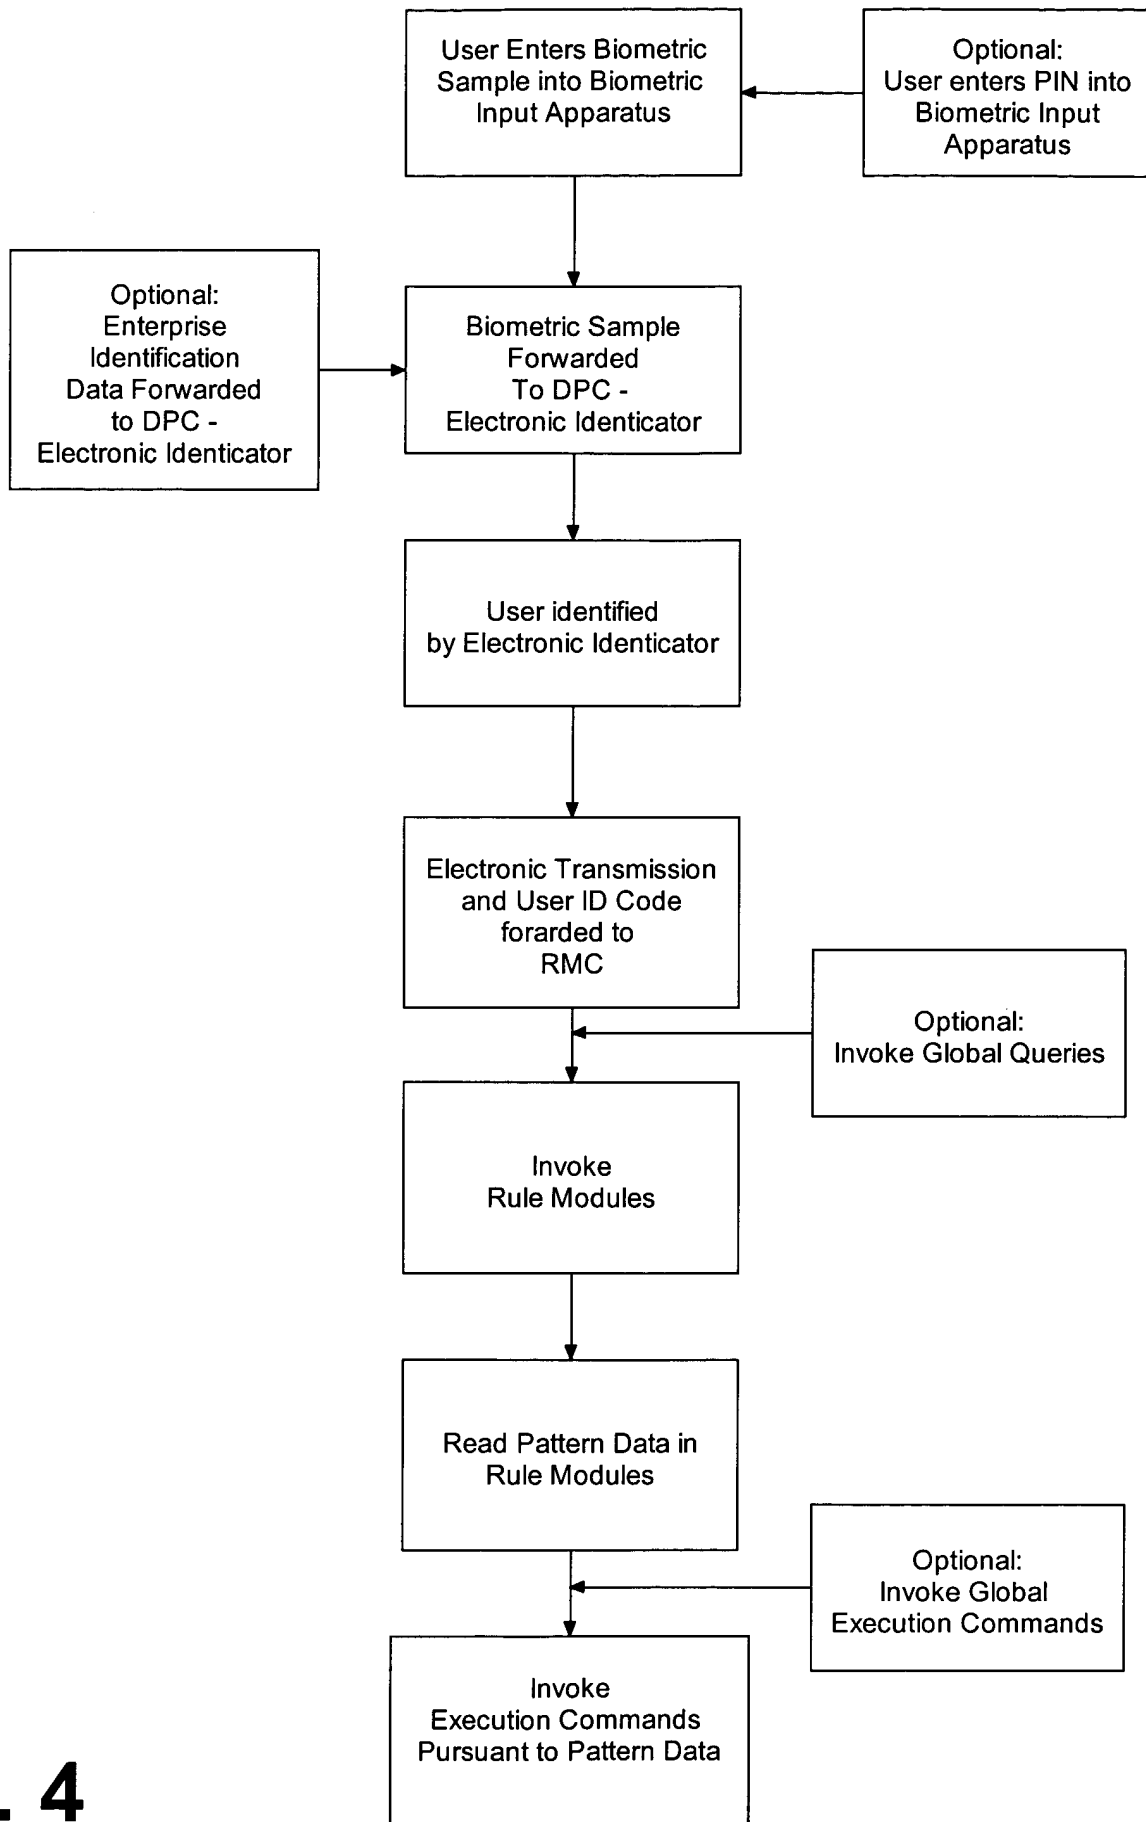 User Enters Biometric
Sample into Biometric
Input Apparatus
Optional:
User enters PIN into
Biometric Input
Apparatus
Optional:
Enterprise
Identification
Data Forwarded
to DPC -
Electronic Identicator
Biometric Sample
Forwarded
To DPC -
Electronic Identicator
User identified
by Electronic Identicator
Electronic Transmission
and User ID Code
forarded to
RMC
Optional:
Invoke Global Queries
Invoke
Rule Modules
Read Pattern Data in
Rule Modules
Optional:
Invoke Global
Execution Commands
Invoke
Execution Commands
Pursuant to Pattern Data
. 4